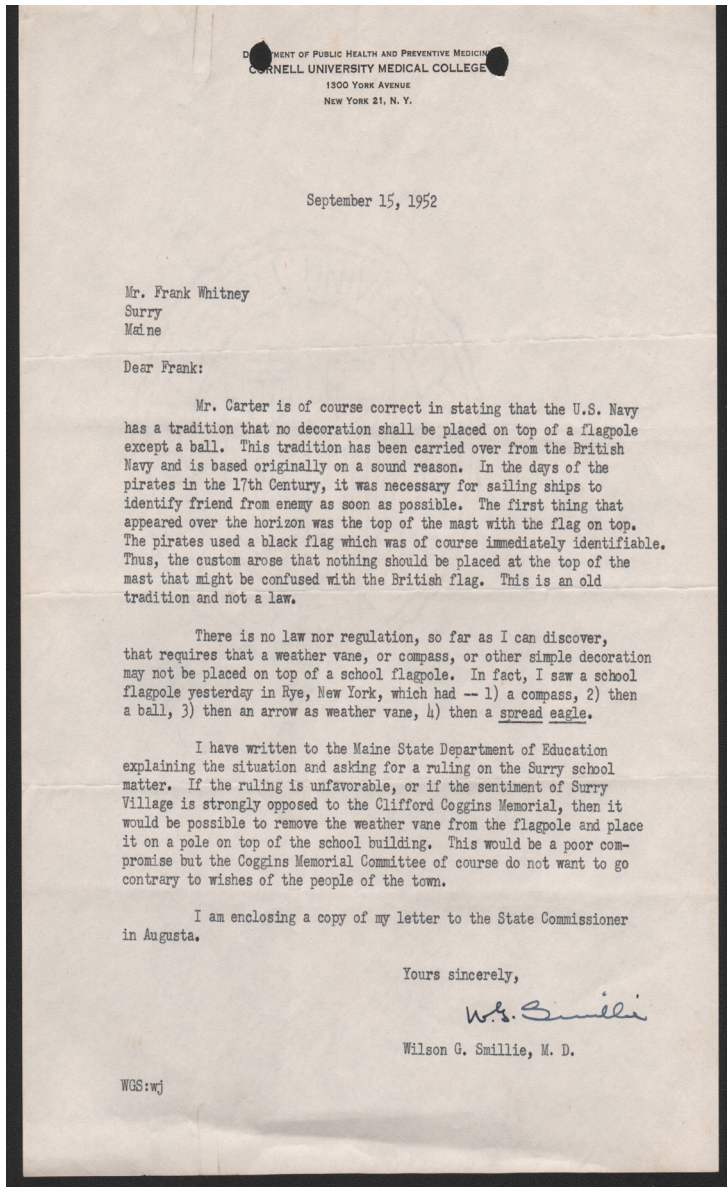 DEPARTMENT OF PUBLIC HEALTH AND PREVENTIVE MEDICINE
CORNELL UNIVERSITY MEDICAL COLLEGE
1300 YORK AVENUE
NEW YORK 21, N. Y.
September 15, 1952
Mr. Frank Whitney
Surry
Maine
Dear Frank:
Mr. Carter is of course correct in stating that the U.S. Navy
has a tradition that no decoration shall be placed on top of a flagpole
except a ball. This tradition has been carried over from the British
Navy and is based originally on a sound reason. In the days of the
pirates in the 17th Century, it was necessary for sailing ships to
identify friend from enemy as soon as possible. The first thing that
appeared over the horizon was the top of the mast with the flag on top.
The pirates used a black flag which was of course immediately identifiable.
Thus, the custom arose that nothing should be placed at the top of the
mast that might be confused with the British flag. This is an old
tradition and not a law.
There is no law nor regulation, so far as I can discover,
that requires that a weather vane, or compass, or other simple decoration
may not be placed on top of a school flagpole. In fact, I saw a school
flagpole yesterday in Rye, New York, which had -- 1) a compass, 2) then
a ball, 3) then an arrow as weather vane, 4) then a spread eagle.
I have written to the Maine State Department of Education
explaining the situation and asking for a ruling on the Surry school
matter. If the ruling is unfavorable, or if the sentiment of Surry
Village is strongly opposed to the Clifford Coggins Memorial, then it
would be possible to remove the weather vane from the flagpole and place
it on a pole on top of the school building. This would be a poor com-
promise but the Coggins Memorial Committee of course do not want to go
contrary to wishes of the people of the town.
I am enclosing a copy of my letter to the State Commissioner
in Augusta.
Yours sincerely,
W.G. Smillie
Wilson G. Smillie, M. D.
WGS:wj